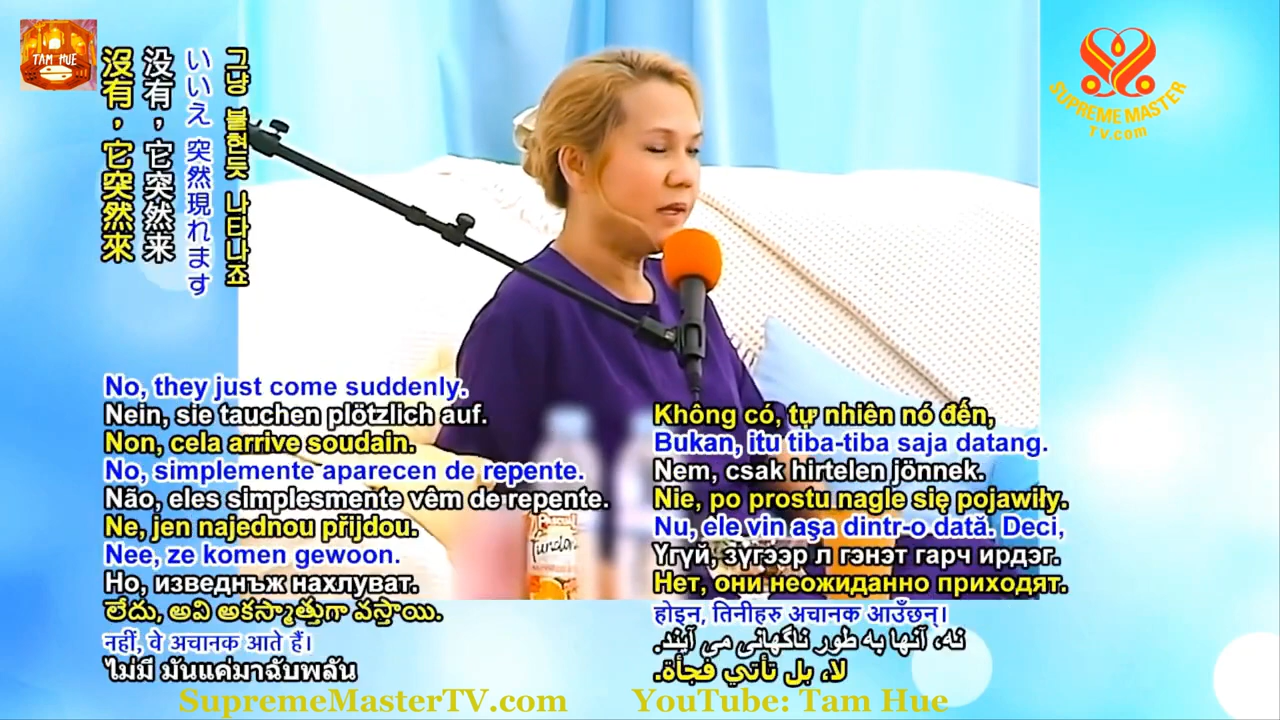 TAM HUE
沒有，它突然來
没有，它突然来
いいえ 突然現れます
그냥 불현듯 나타나죠
SUPREME MASTER
TV.com
No, they just come suddenly.
Nein, sie tauchen plötzlich auf.
Non, cela arrive soudain.
No, simplemente aparecen de repente.
Não, eles simplesmente vêm de repente.
Ne, jen najednou přijdou.
Nee, ze komen gewoon.
Но, изведнъж нахлуват.
లేదు, అవి అకస్మాత్తుగా వస్తాయి.
नहीं, वे अचानक आते हैं।
ไม่มี มันแค่มาฉับพลัน
Không có, tự nhiên nó đến,
Bukan, itu tiba-tiba saja datang.
Nem, csak hirtelen jönnek.
Nie, po prostu nagle się pojawiły.
Nu, ele vin aşa dintr-o dată. Deci,
Үгүй, зүгээр л гэнэт гарч ирдэг.
Нет, они неожиданно приходят.
होइन, तिनीहरु अचानक आउँछन्।
نه، آنها به طور ناگهانی می آیند.
لا، بل تأتي فجأة.
SupremeMasterTV.com
YouTube: Tam Hue